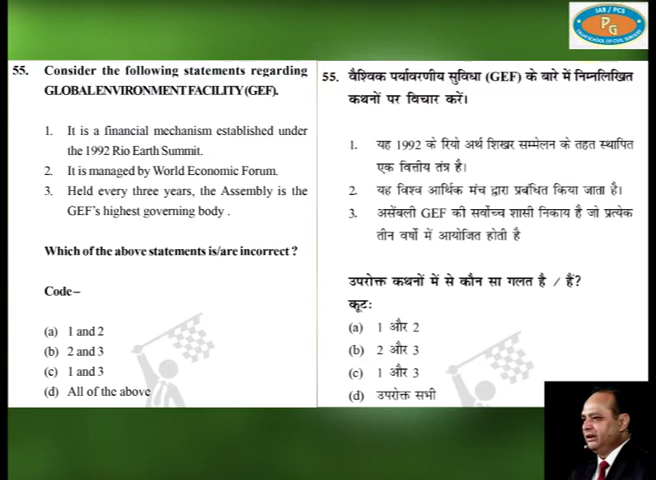 IAS / PCS
PG
55. Consider the following statements regarding
GLOBAL ENVIRONMENT FACILITY (GEF).
1. It is a financial mechanism established under
the 1992 Rio Earth Summit.
2. It is managed by World Economic Forum.
3. Held every three years, the Assembly is the
GEF's highest governing body .
Which of the above statements is/are incorrect ?
Code–
(a) 1 and 2
(b) 2 and 3
(c) 1 and 3
(d) All of the above
55. वैश्विक पर्यावरणीय सुविधा (GEF) के बारे में निम्नलिखित
कथनों पर विचार करें।
1. यह 1992 के रियो अर्थ शिखर सम्मेलन के तहत स्थापित
एक वित्तीय तंत्र है।
2. यह विश्व आर्थिक मंच द्वारा प्रबंधित किया जाता है।
3. असेंबली GEF की सर्वोच्च शासी निकाय है जो प्रत्येक
तीन वर्षों में आयोजित होती है
उपरोक्त कथनों में से कौन सा गलत है / हैं?
कूटः
(a) 1 और 2
(b) 2 और 3
(c) 1 और 3
(d) उपरोक्त सभी